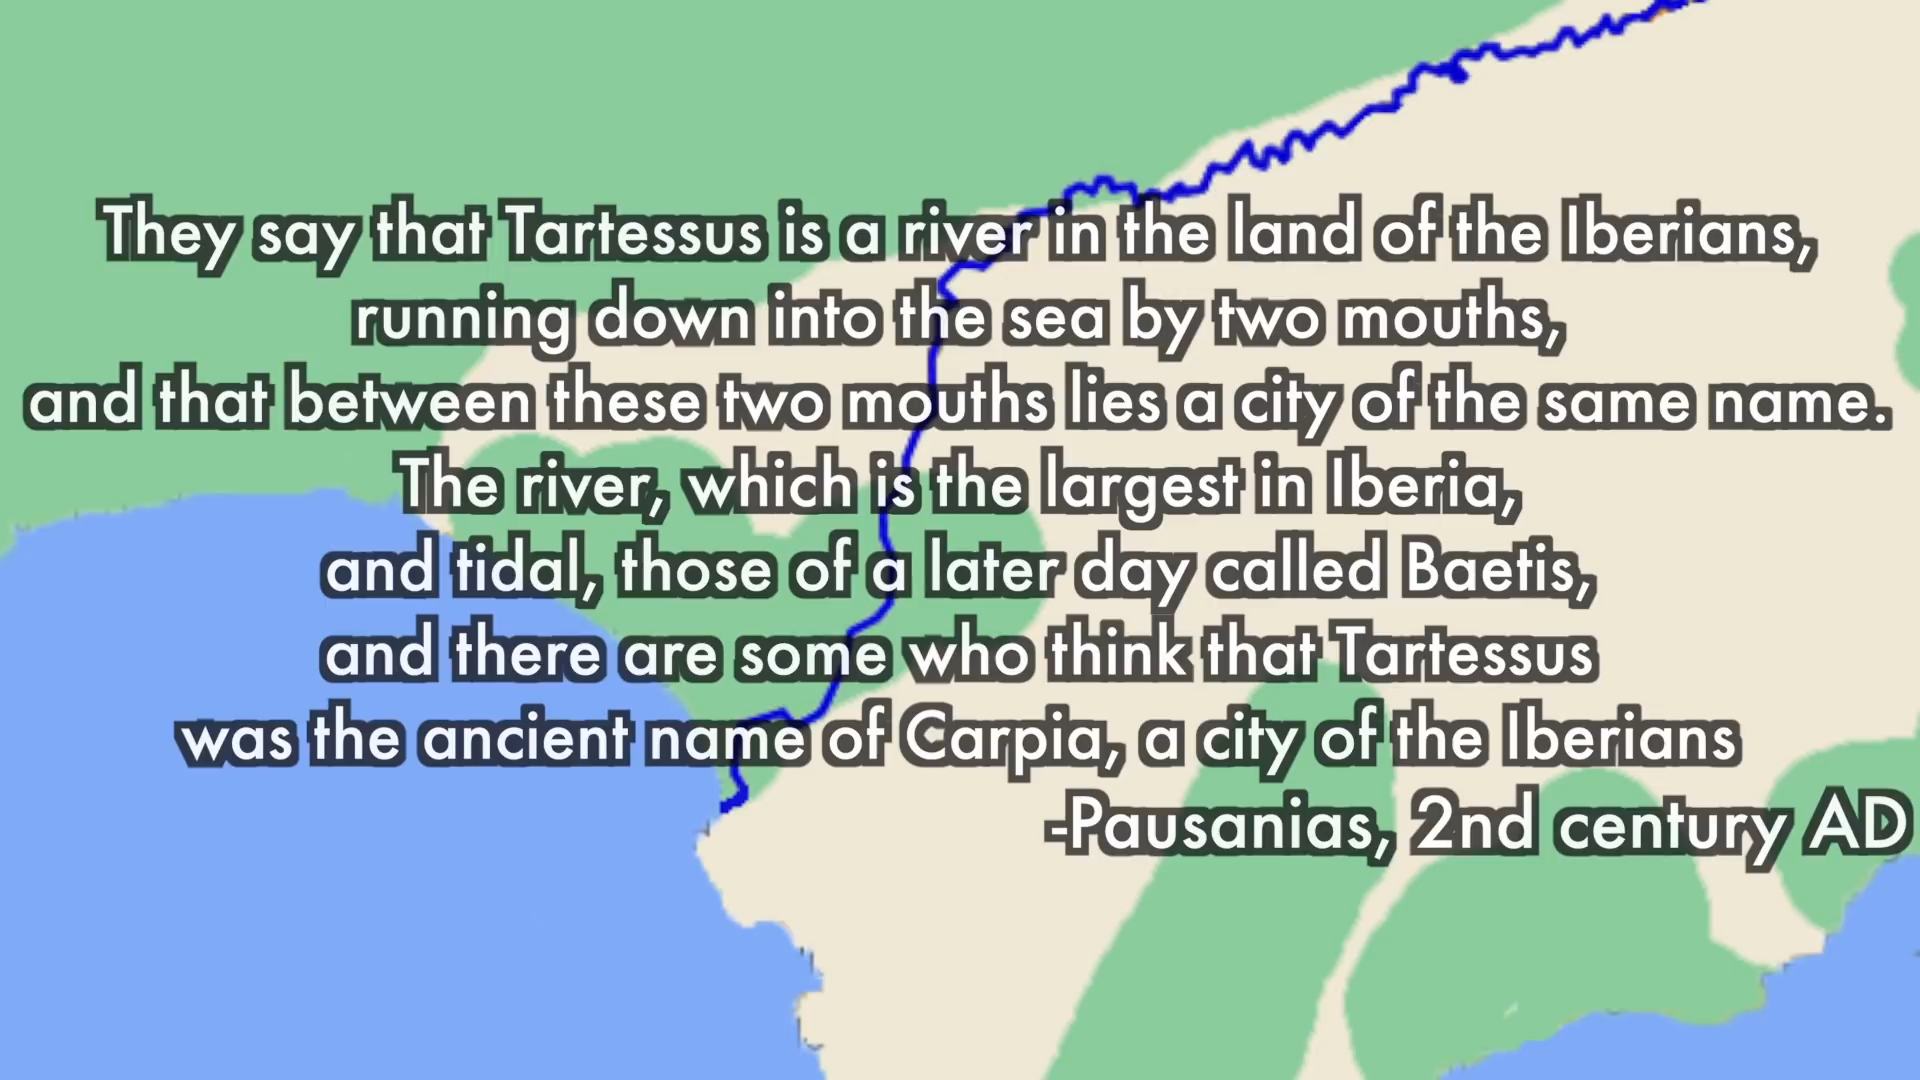 They say that Tartessus is a river in the land of the Iberians,
running down into the sea by two mouths,
and that between these two mouths lies a city of the same name.
The river, which is the largest in Iberia,
and tidal, those of a later day called Baetis,
and there are some who think that Tartessus
was the ancient name of Carpia, a city of the Iberians
-Pausanias, 2nd century AD